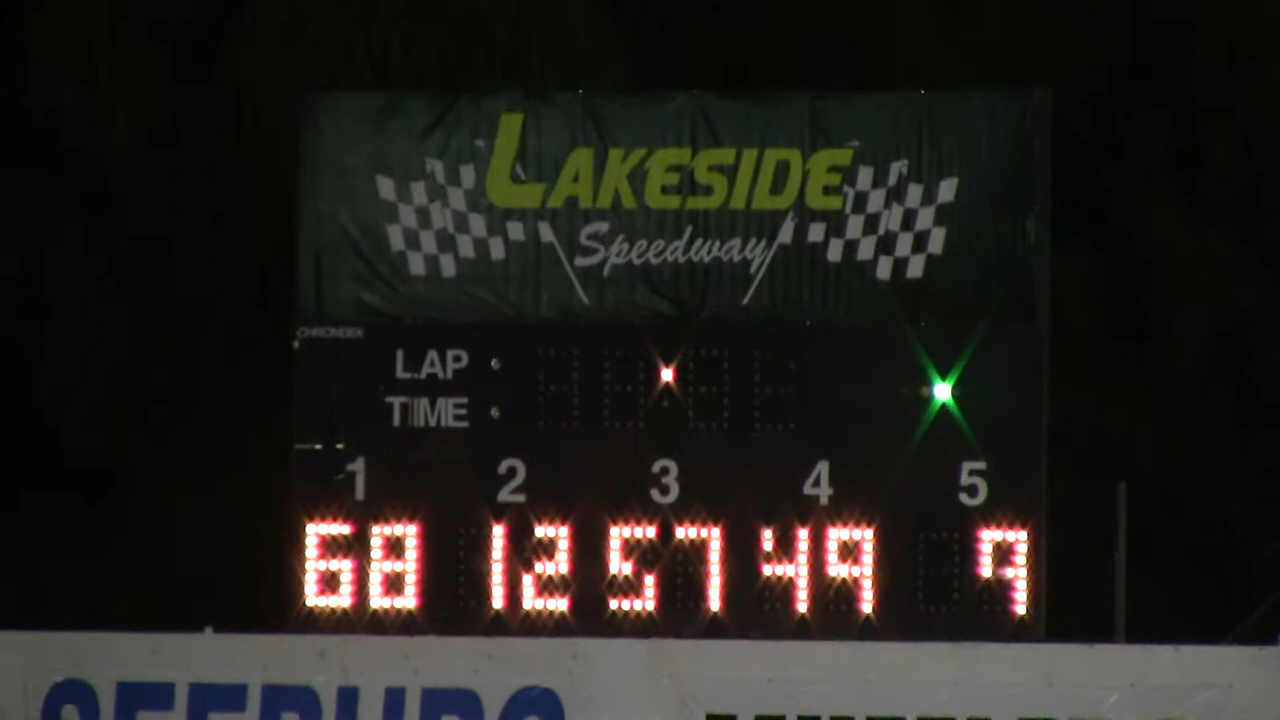 LAKESIDE
Speedway
CHRONDEK
LAP
TIME
1 2 3 4 5
68 12 57 49 9